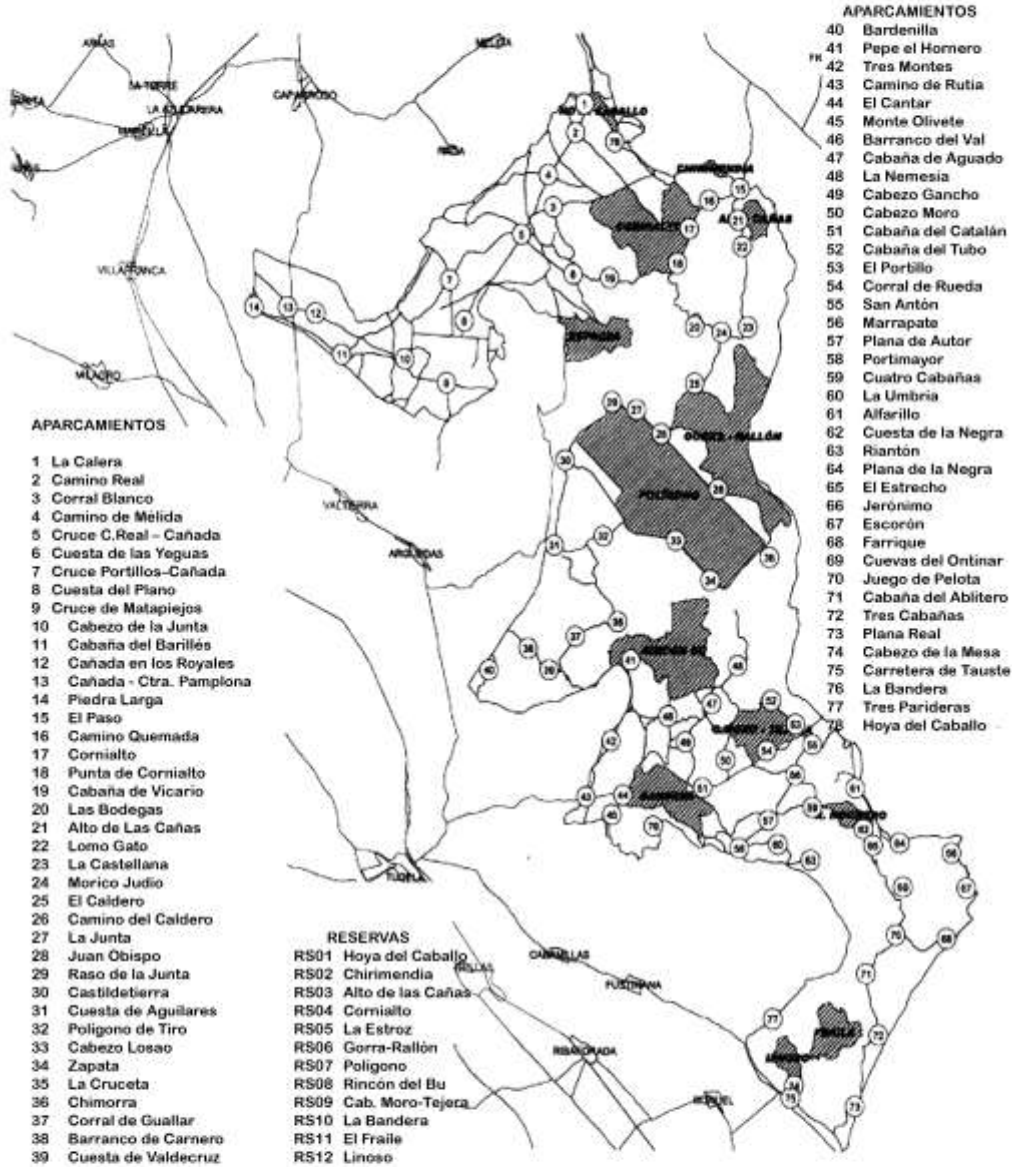 APARCAMIENTOS
40 Bardenilla
41 Pepe el Hornero
42 Tres Montes
43 Camino de Rutia
44 El Cantar
45 Monte Olivete
46 Barranco del Val
47 Cabaña de Aguado
48 La Nemesia
49 Cabezo Gancho
50 Cabezo Moro
51 Cabaña del Catalán
52 Cabaña del Tubo
53 El Portillo
54 Corral de Rueda
55 San Antón
56 Marrapate
57 Plana de Autor
58 Portimayor
59 Cuatro Cabañas
60 La Umbria
61 Alfarillo
62 Cuesta de la Negra
63 Riantón
64 Plana de la Negra
65 El Estrecho
66 Jerónimo
67 Escorón
68 Farrique
69 Cuevas del Ontinar
70 Juego de Pelota
71 Cabaña del Ablitero
72 Tres Cabañas
73 Plana Real
74 Cabezo de la Mesa
75 Carretera de Tauste
76 La Bandera
77 Tres Parideras
78 Hoya del Caballo
CAPARROSO
LA AZUCARERA
VILLAFRANCA
MILAGRO
VALTIERRA
ARGUEDAS
POLÍGONO
TUDELA
CABANILLAS
FUSTIÑANA
RIBAFORADA
BUÑUEL
APARCAMIENTOS
1 La Calera
2 Camino Real
3 Corral Blanco
4 Camino de Mélida
5 Cruce C.Real – Cañada
6 Cuesta de las Yeguas
7 Cruce Portillos-Cañada
8 Cuesta del Plano
9 Cruce de Matapiejos
10 Cabezo de la Junta
11 Cabaña del Barillés
12 Cañada en los Royales
13 Cañada - Ctra. Pamplona
14 Piedra Larga
15 El Paso
16 Camino Quemada
17 Cornialto
18 Punta de Cornialto
19 Cabaña de Vicario
20 Las Bodegas
21 Alto de Las Cañas
22 Lomo Gato
23 La Castellana
24 Morico Judio
25 El Caldero
26 Camino del Caldero
27 La Junta
28 Juan Obispo
29 Raso de la Junta
30 Castildetierra
31 Cuesta de Aguilares
32 Poligono de Tiro
33 Cabezo Losao
34 Zapata
35 La Cruceta
36 Chimorra
37 Corral de Guallar
38 Barranco de Carnero
39 Cuesta de Valdecruz
RESERVAS
RS01 Hoya del Caballo
RS02 Chirimendia
RS03 Alto de las Cañas
RS04 Cornialto
RS05 La Estroz
RS06 Gorra-Rallón
RS07 Poligono
RS08 Rincón del Bu
RS09 Cab. Moro-Tejera
RS10 La Bandera
RS11 El Fraile
RS12 Linoso